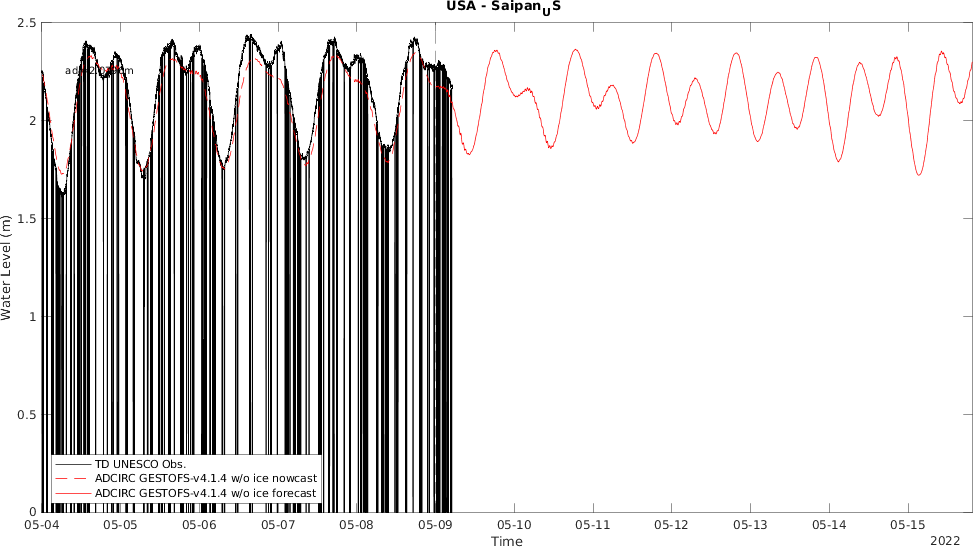 USA - SaipanUS
2.5
2
1.5
1
0.5
0
Water Level (m)
TD UNESCO Obs.
ADCIRC GESTOFS-v4.1.4 w/o ice nowcast
ADCIRC GESTOFS-v4.1.4 w/o ice forecast
05-04 05-05 05-06 05-07 05-08 05-09 05-10 05-11 05-12 05-13 05-14 05-15
Time
2022